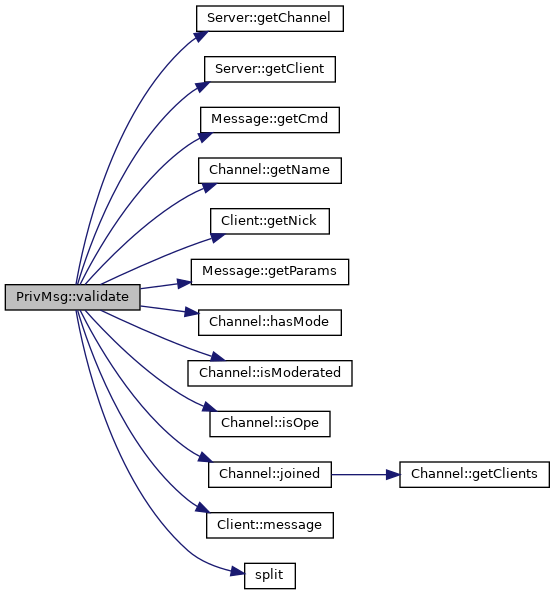 Server::getChannel
Server::getClient
Message::getCmd
Channel::getName
Client::getNick
Message::getParams
PrivMsg::validate
Channel::hasMode
Channel::isModerated
Channel::isOpe
Channel::joined
Channel::getClients
Client::message
split